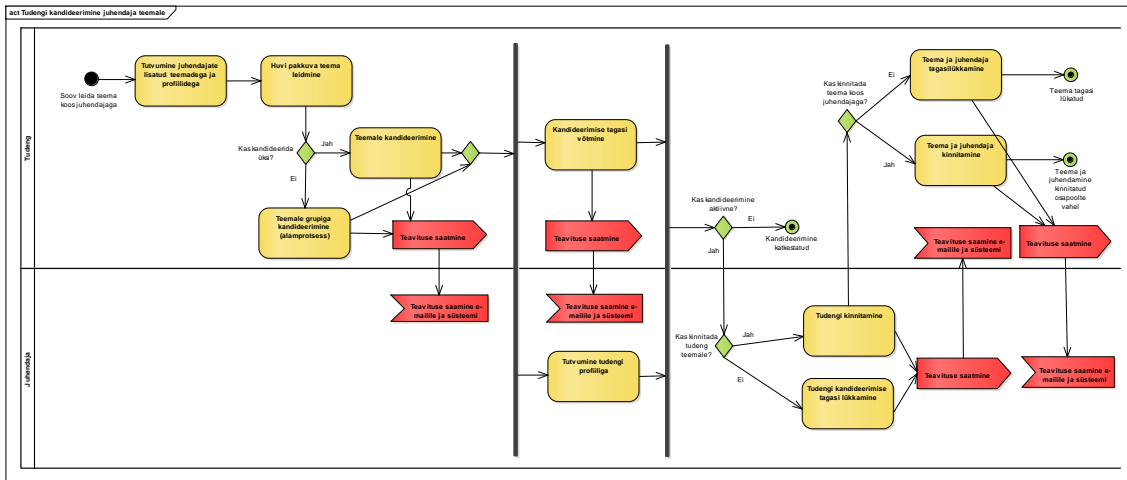 act Tudengi kandideerimine juhendaja teemale
Tudeng
Soov leida teema
koos juhendajaga
Tutvumine juhendajate
lisatud teemadega ja
profiilidega
Huvi pakkuva teema
leidmine
Kas kandideerida
üksi?
Jah
Ei
Teemale kandideerimine
Teemale grupiga
kandideerimine
(alamprotsess)
Teavituse saatmine
Kandideerimise tagasi
võtmine
Teavituse saatmine
Kas kandideerimine
aktiivne?
Ei
Jah
Kandideerimine
katkestatud
Kas kinnitada
teema koos
juhendajaga?
Ei
Jah
Teema ja juhendaja
tagasilükkamine
Teema tagasi
lükatud
Teema ja juhendaja
kinnitamine
Teema ja
juhendamine
kinnitatud
osapoolte
vahel
Teavituse saamine e-
mailile ja süsteemi
Teavituse saatmine
Juhendaja
Teavituse saamine e-
mailile ja süsteemi
Teavituse saamine e-
mailile ja süsteemi
Tutvumine tudengi
profiiliga
Kas kinnitada
tudeng
teemale?
Jah
Ei
Tudengi kinnitamine
Tudengi kandideerimise
tagasi lükkamine
Teavituse saatmine
Teavituse saamine e-
mailile ja süsteemi